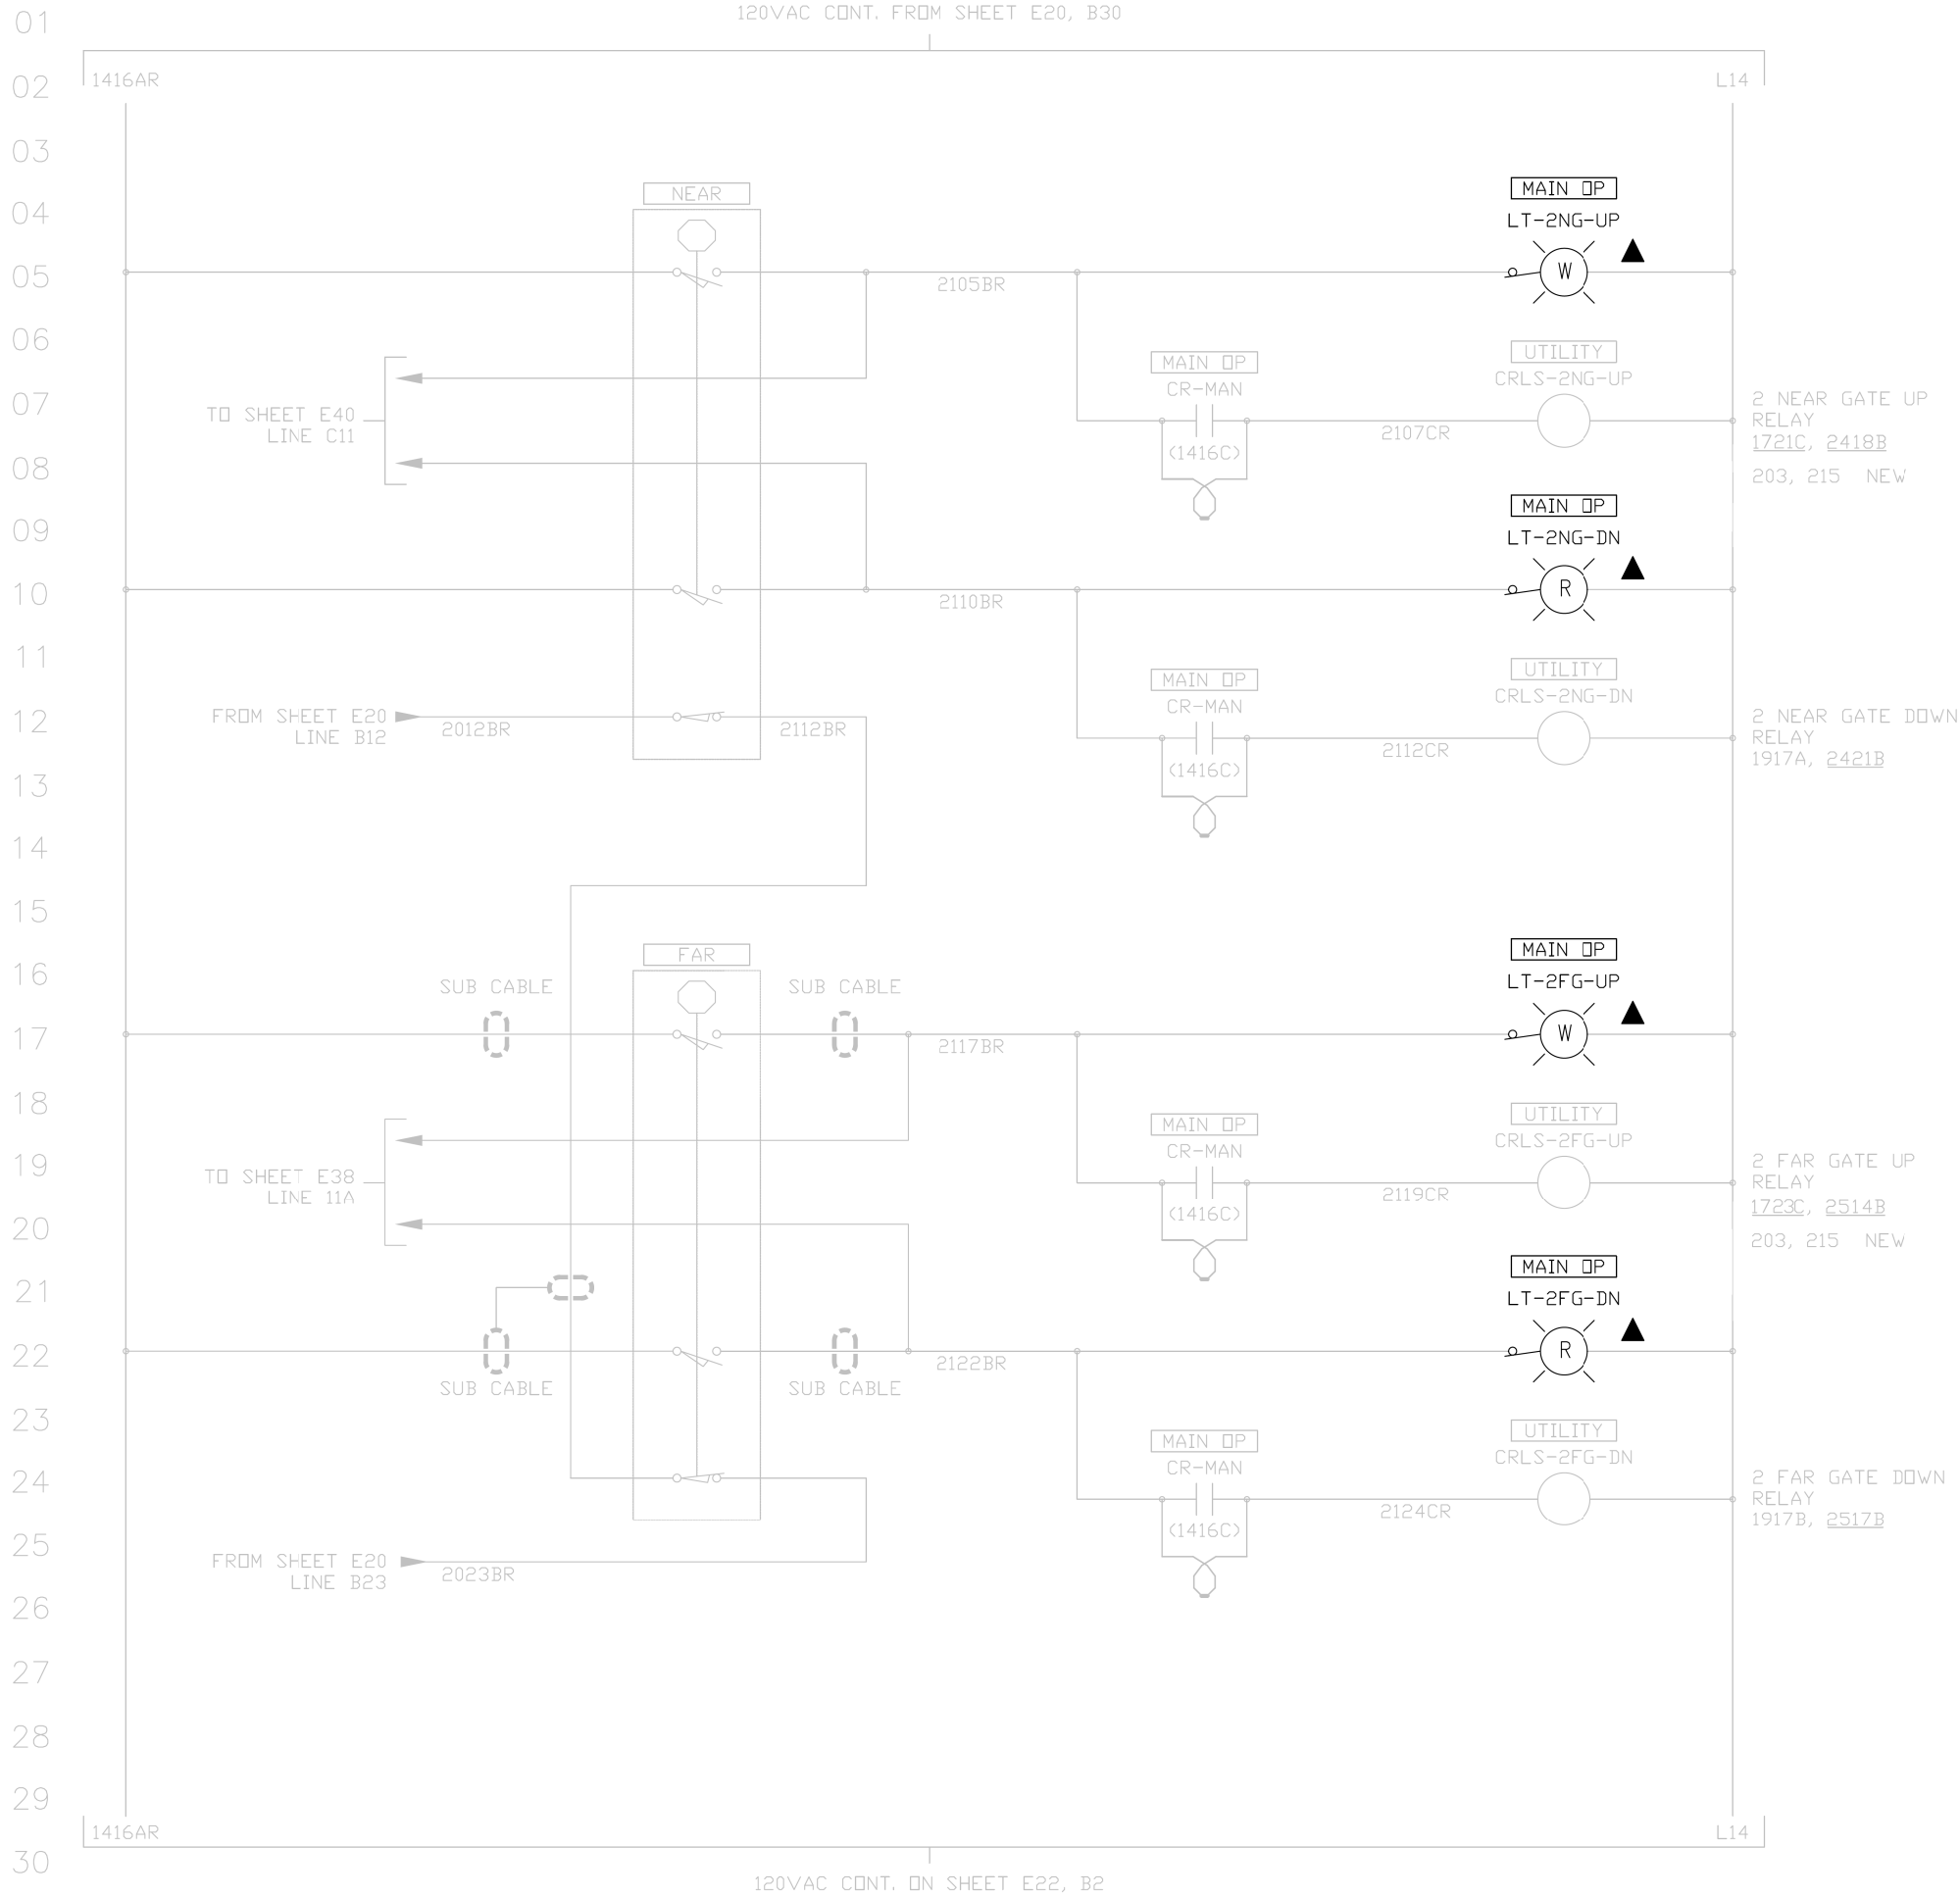 01
120VAC CONT. FROM SHEET E20, B30
1416AR
L14
02
03
NEAR
MAIN OP
04
LT-2NG-UP
05
2105BR
W
06
UTILITY
MAIN OP
CRLS-2NG-UP
CR-MAN
07
TO SHEET E40
LINE C11
2107CR
2 NEAR GATE UP
RELAY
1721C, 2418B
203, 215 NEW
(1416C)
08
MAIN OP
09
LT-2NG-DN
10
2110BR
R
11
UTILITY
MAIN OP
CRLS-2NG-DN
CR-MAN
12
FROM SHEET E20
LINE B12
2012BR
2112BR
2112CR
2 NEAR GATE DOWN
RELAY
1917A, 2421B
(1416C)
13
14
15
FAR
MAIN OP
16
SUB CABLE
SUB CABLE
LT-2FG-UP
17
2117BR
W
18
UTILITY
MAIN OP
CRLS-2FG-UP
CR-MAN
19
TO SHEET E38
LINE 11A
2119CR
2 FAR GATE UP
RELAY
1723C, 2514B
203, 215 NEW
(1416C)
20
MAIN OP
21
LT-2FG-DN
22
2122BR
R
SUB CABLE
SUB CABLE
23
UTILITY
MAIN OP
CRLS-2FG-DN
CR-MAN
24
2124CR
2 FAR GATE DOWN
RELAY
1917B, 2517B
(1416C)
25
FROM SHEET E20
LINE B23
2023BR
26
27
28
29
1416AR
L14
30
120VAC CONT. ON SHEET E22, B2